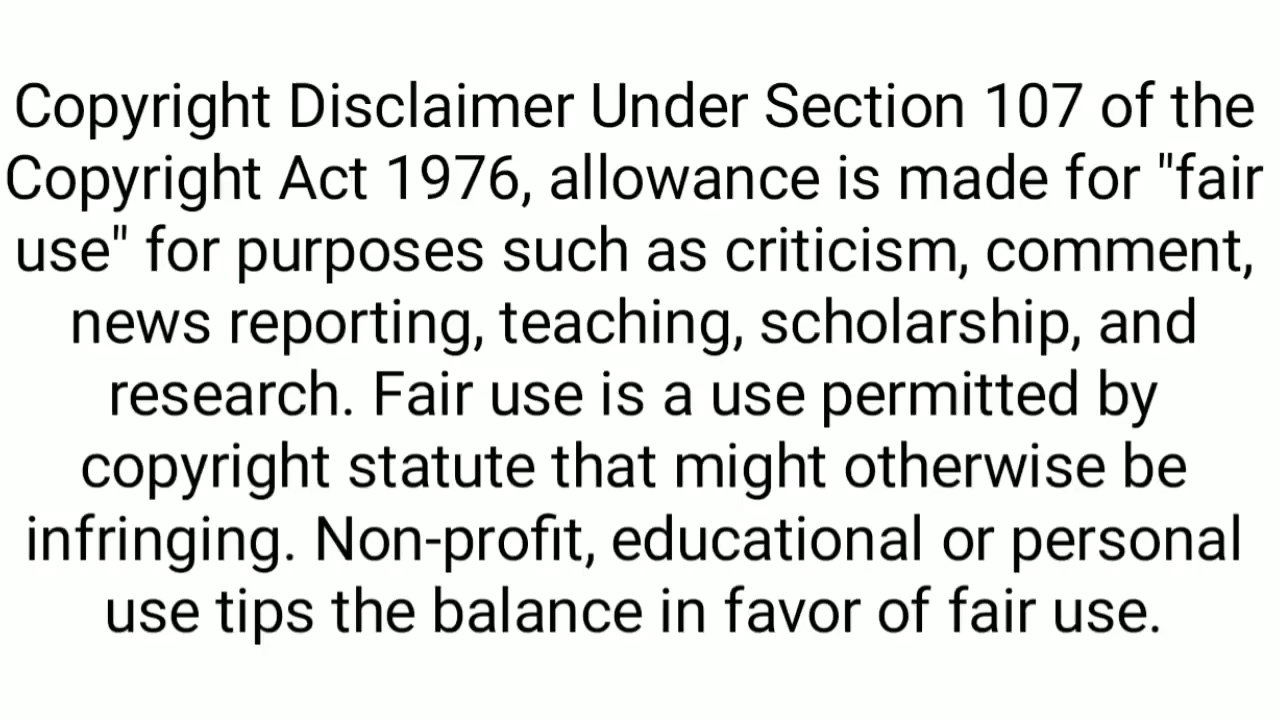 Copyright Disclaimer Under Section 107 of the
Copyright Act 1976, allowance is made for "fair
use" for purposes such as criticism, comment,
news reporting, teaching, scholarship, and
research. Fair use is a use permitted by
copyright statute that might otherwise be
infringing. Non-profit, educational or personal
use tips the balance in favor of fair use.